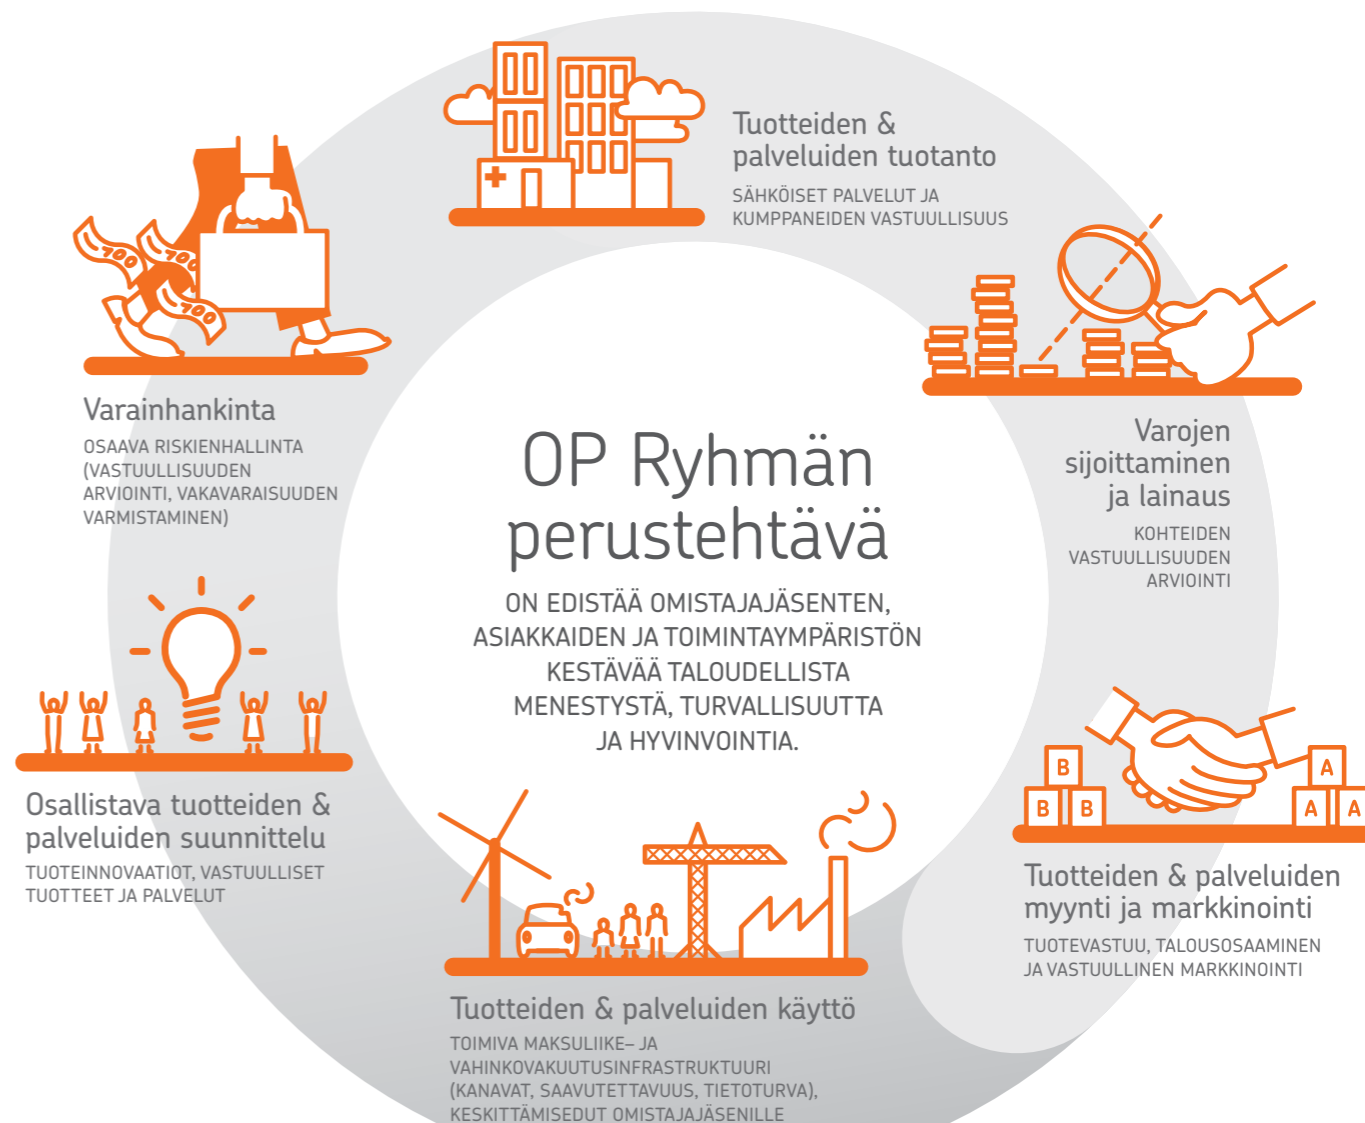 Tuotteiden &
palveluiden tuotanto
SÄHKÖISET PALVELUT JA
KUMPPANEIDEN VASTUULLISUUS
100
100
100
Varainhankinta
OSAAVA RISKIENHALLINTA
(VASTUULLISUUDEN
ARVIOINTI, VAKAVARAISUUDEN
VARMISTAMINEN)
Varojen
sijoittaminen
ja lainaus
KOHTEIDEN
VASTUULLISUUDEN
ARVIOINTI
OP Ryhmän
perustehtävä
ON EDISTÄÄ OMISTAJAJÄSENTEN,
ASIAKKAIDEN JA TOIMINTAYMPÄRISTÖN
KESTÄVÄÄ TALOUDELLISTA
MENESTYSTÄ, TURVALLISUUTTA
JA HYVINVOINTIA.
Osallistava tuotteiden &
palveluiden suunnittelu
TUOTEINNOVAATIOT, VASTUULLISET
TUOTTEET JA PALVELUT
B
B B
A
A A
Tuotteiden & palveluiden
myynti ja markkinointi
TUOTEVASTUU, TALOUSOSAAMINEN
JA VASTUULLINEN MARKKINOINTI
Tuotteiden & palveluiden käyttö
TOIMIVA MAKSULIIKE– JA
VAHINKOVAKUUTUSINFRASTRUKTUURI
(KANAVAT, SAAVUTETTAVUUS, TIETOTURVA),
KESKITTÄMISEDUT OMISTAJAJÄSENILLE